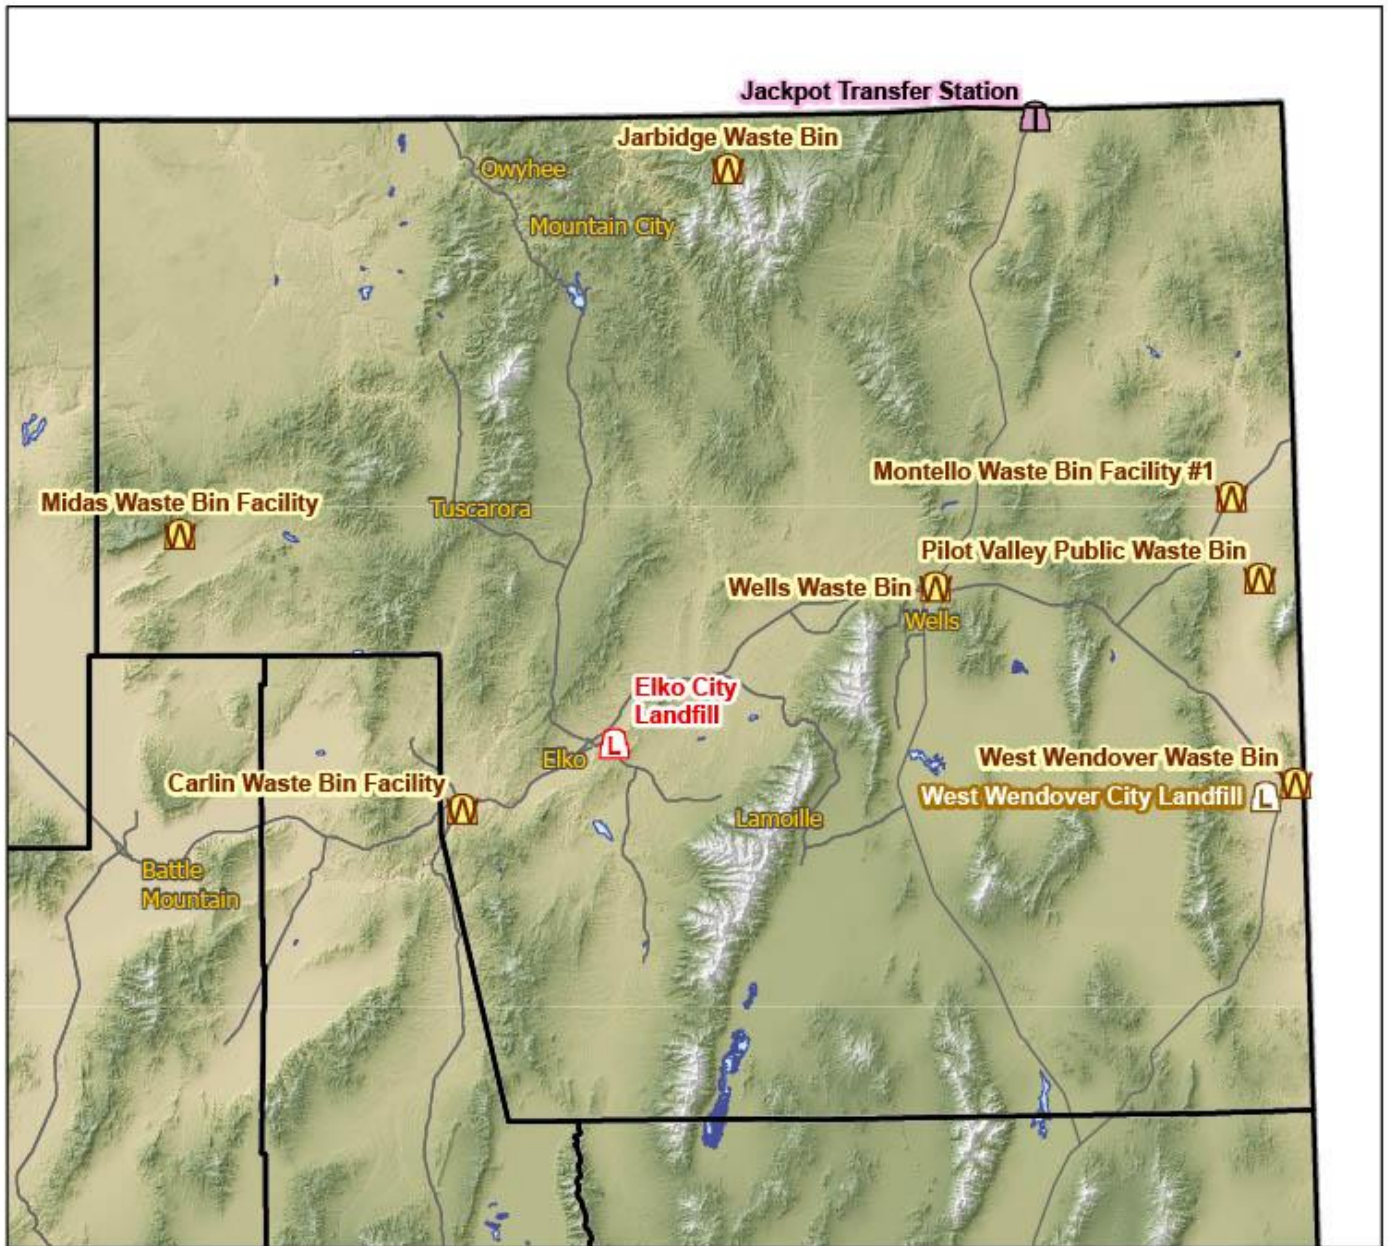 Jackpot Transfer Station
Jarbidge Waste Bin
Owyhee
Mountain City
Montello Waste Bin Facility #1
Midas Waste Bin Facility
Tuscarora
Pilot Valley Public Waste Bin
Wells Waste Bin
Wells
Elko City
Landfill
L
Elko
West Wendover Waste Bin
Carlin Waste Bin Facility
West Wendover City Landfill
L
Lamoille
Battle
Mountain